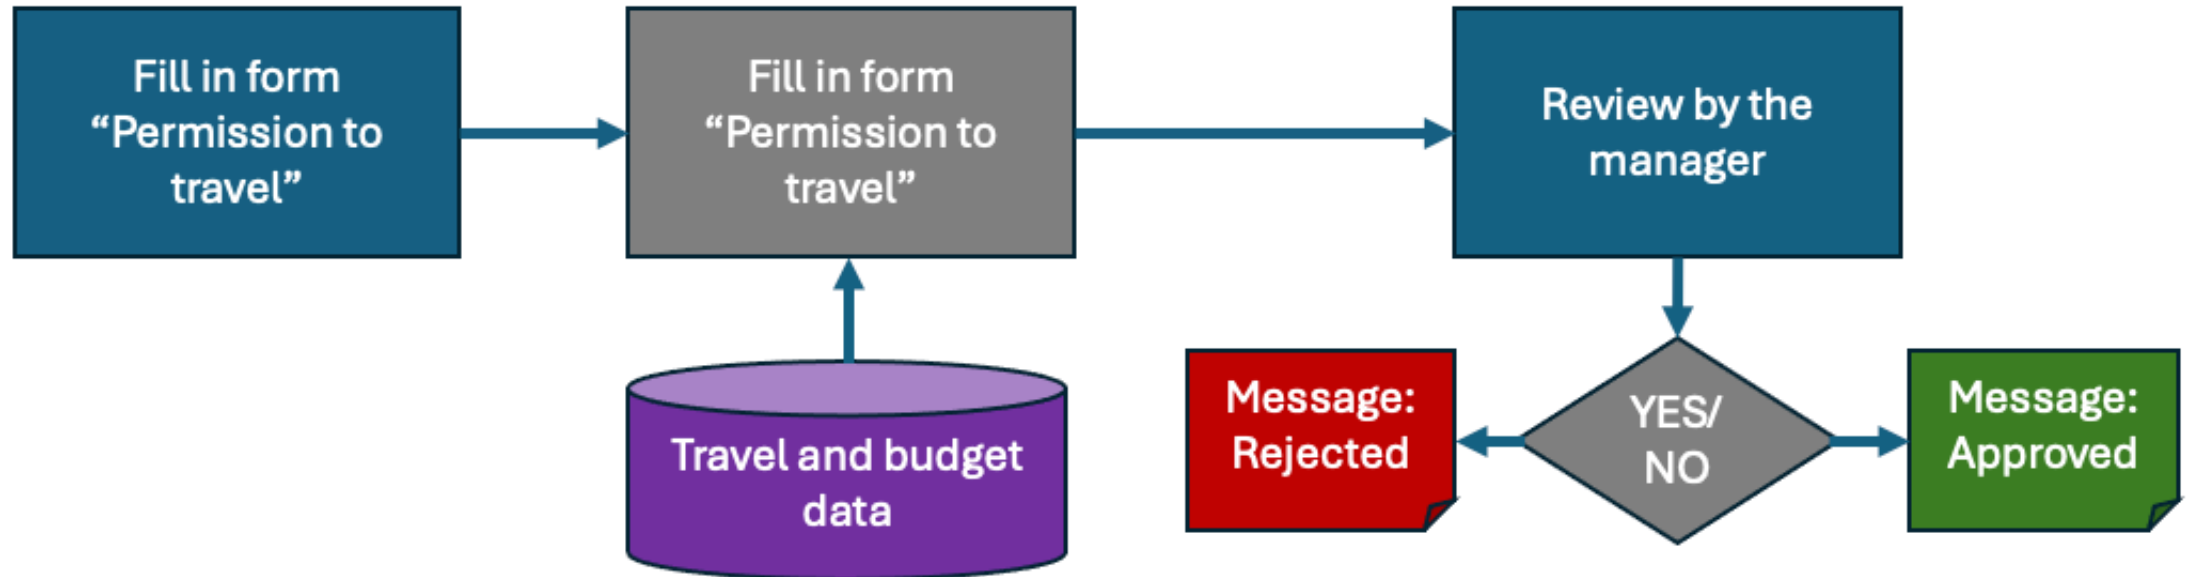 Fill in form
“Permission to
travel”
Fill in form
“Permission to
travel”
Review by the
manager
Travel and budget
data
Message:
Rejected
YES/
NO
Message:
Approved